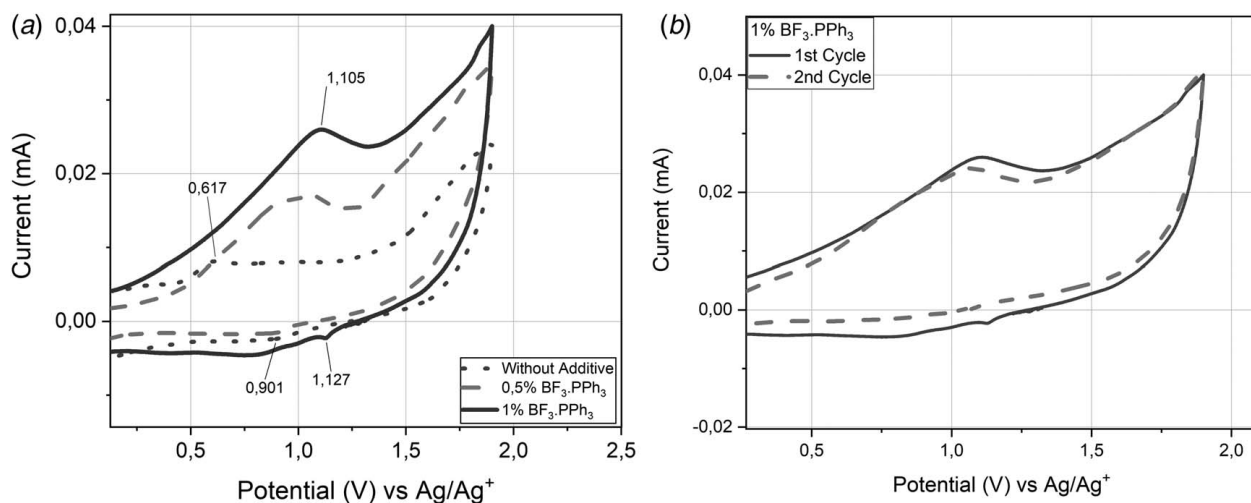 (a)
Current (mA)
0,04
0,02
0,00
1,105
0,617
0,901
1,127
Without Additive
0,5% BF₃.PPh₃
1% BF₃.PPh₃
0,5 1,0 1,5 2,0 2,5
Potential (V) vs Ag/Ag⁺
(b)
1% BF₃.PPh₃
1st Cycle
2nd Cycle
Current (mA)
0,04
0,02
0,00
-0,02
0,5 1,0 1,5 2,0
Potential (V) vs Ag/Ag⁺